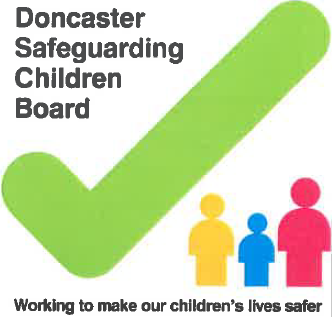 Doncaster
Safeguarding
Children
Board
Working to make our children's lives safer